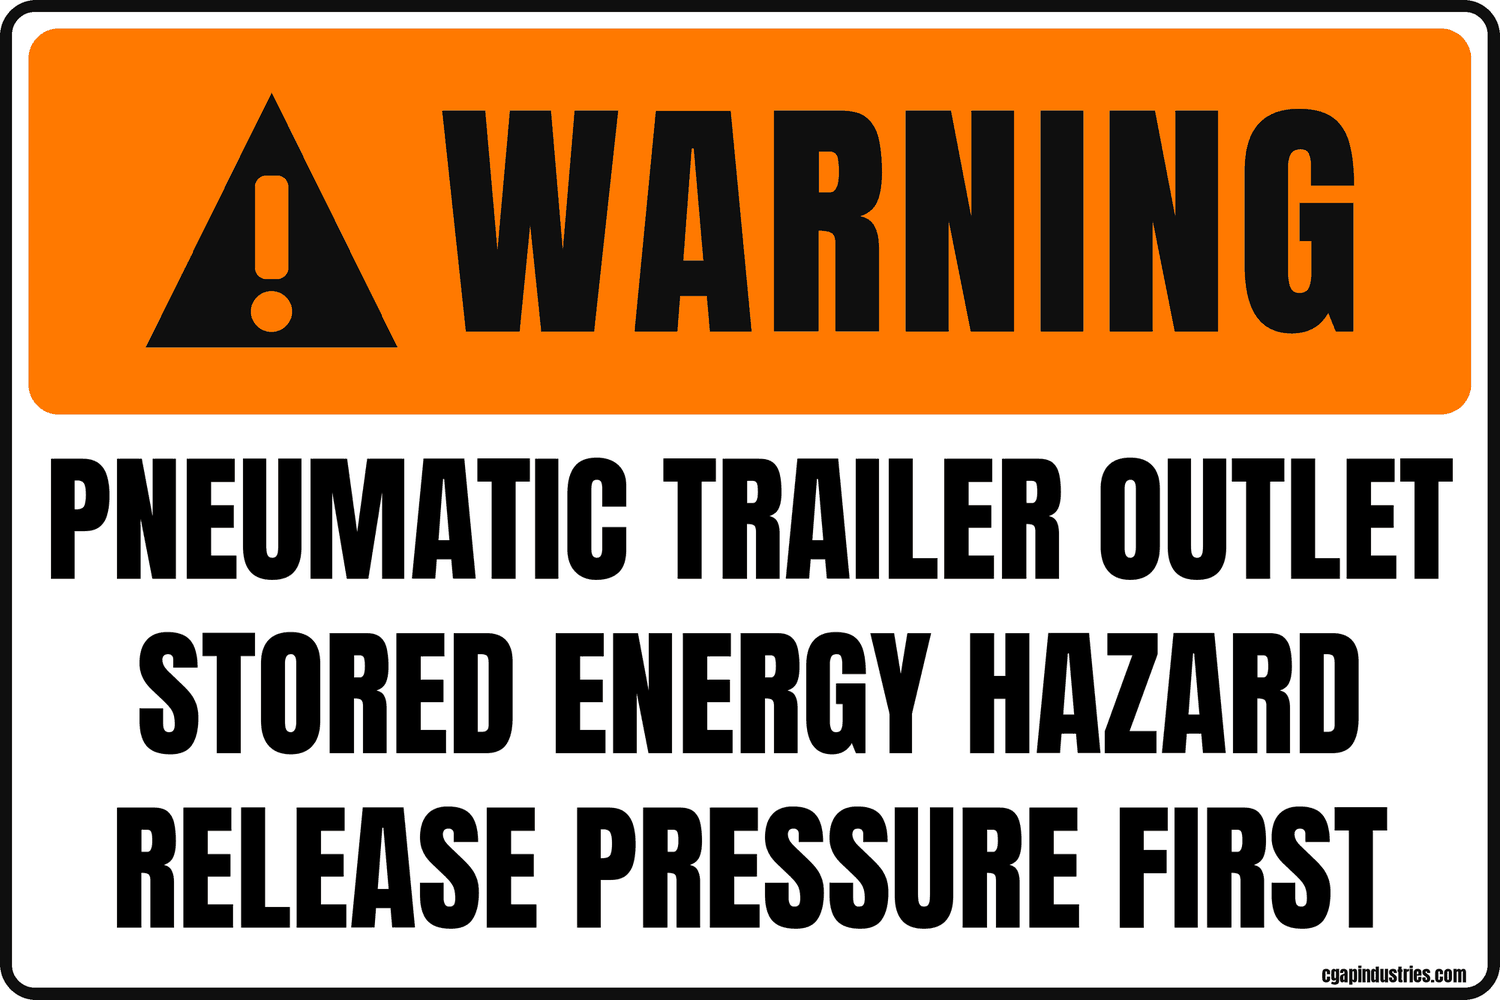 WARNING
PNEUMATIC TRAILER OUTLET
STORED ENERGY HAZARD
RELEASE PRESSURE FIRST
cgapindustries.com